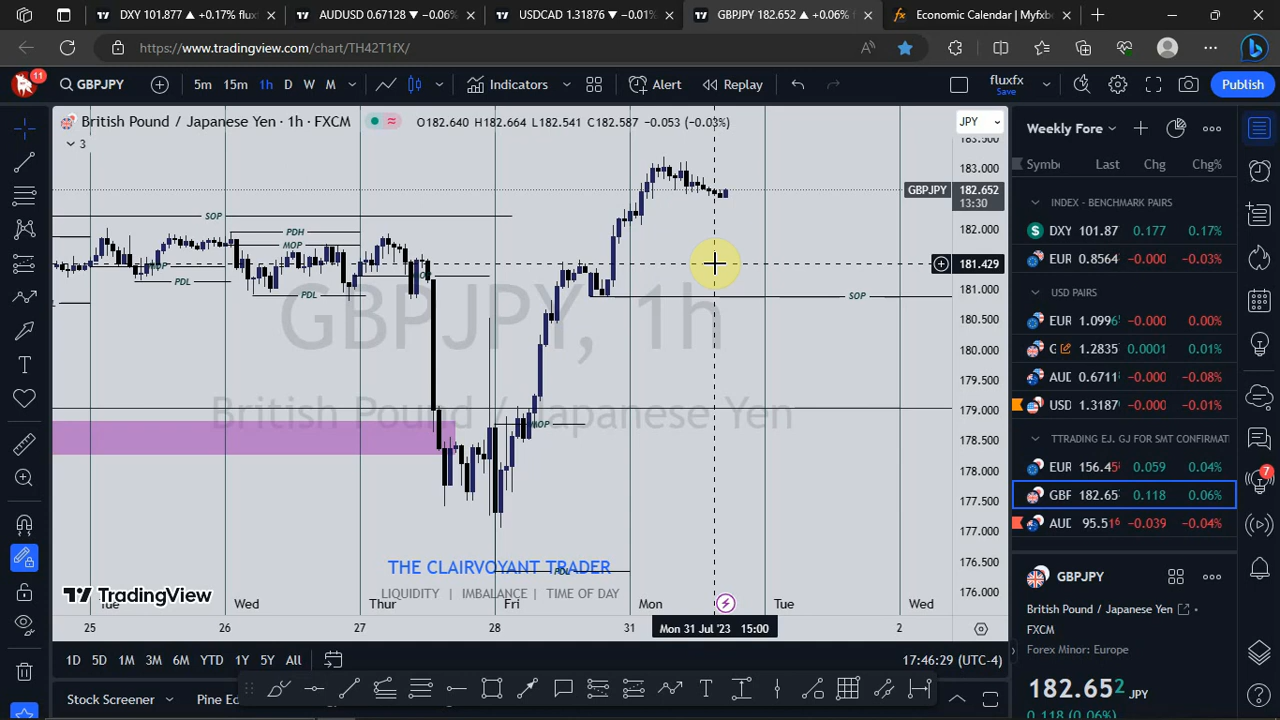 DXY 101.877 ▲ +0.17% flux
AUDUSD 0.67128 ▼ −0.06%
USDCAD 1.31876 ▼ −0.01%
GBPJPY 182.652 ▲ +0.06%
Economic Calendar | Myfxb
https://www.tradingview.com/chart/TH42T1fX/
11
GBPJPY
5m 15m 1h D W M
Indicators
Alert
Replay
fluxfx
Save
Publish
British Pound / Japanese Yen · 1h · FXCM
O182.640 H182.664 L182.541 C182.587 −0.053 (−0.03%)
JPY
3
183.500
183.000
GBPJPY 182.652
13:30
SOP
PDH
182.000
MOP
MOP
181.429
PDL
181.000
PDL
SOP
GBPJPY, 1h
180.500
180.000
179.500
British Pound / Japanese Yen
179.000
MOP
178.500
178.000
177.500
177.000
176.500
176.000
THE CLAIRVOYANT TRADER
PDL
LIQUIDITY | IMBALANCE | TIME OF DAY
TradingView
Tue Wed Thur Fri Mon Tue Wed
25 26 27 28 31 Mon 31 Jul '23 15:00 2
1D 5D 1M 3M 6M YTD 1Y 5Y All
17:46:29 (UTC-4)
Stock Screener
Pine Ed
Weekly Fore
Symb Last Chg Chg%
INDEX - BENCHMARK PAIRS
DXY 101.87 0.177 0.17%
EUR 0.8564 −0.000 −0.03%
USD PAIRS
EUR 1.0996 −0.000 0.00%
G 1.2835 0.0001 0.01%
AUD 0.6711 −0.000 −0.08%
USD 1.3187 −0.000 −0.01%
TTRADING EJ. GJ FOR SMT CONFIRMAT
EUR 156.45 0.059 0.04%
GBP 182.65 0.118 0.06%
AUD 95.516 −0.039 −0.04%
7
GBPJPY
British Pound / Japanese Yen
FXCM
Forex Minor: Europe
182.652 JPY
0.118 (0.06%)